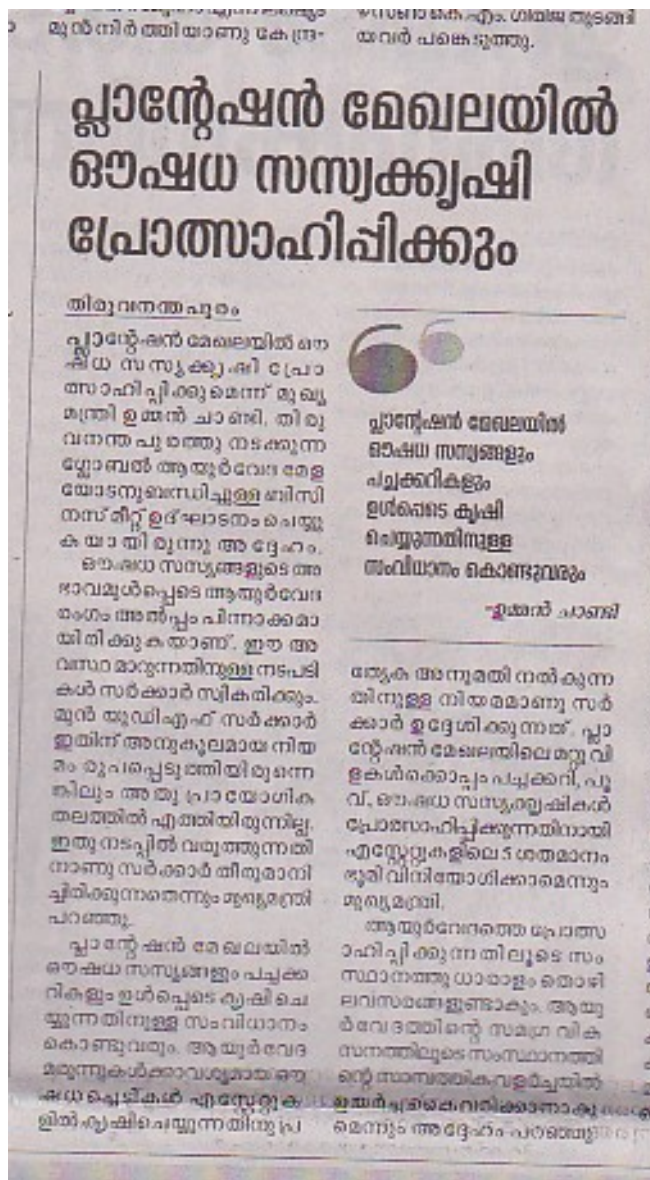 മുൻനിർത്തിയാണു കേന്ദ്ര-
യവർ പങ്കെടുത്തു.
പ്ലാന്റേഷൻ മേഖലയിൽ
ഔഷധ സസ്യക്കൃഷി
പ്രോത്സാഹിപ്പിക്കും
തിരുവനന്തപുരം
പ്ലാന്റേഷൻ മേഖലയിൽ ഔ
ഷധ സസ്യക്കൃഷി പ്രോ
ത്സാഹിപ്പിക്കുമെന്ന് മുഖ്യ
മന്ത്രി ഉമ്മൻ ചാണ്ടി. തിരു
വനന്തപുരത്തു നടക്കുന്ന
ഗ്ലോബൽ ആയുർവേദ മേള
യോടനുബന്ധിച്ചുള്ള ബിസി
നസ് മീറ്റ് ഉദ്ഘാടനം ചെയ്യു
കയായിരുന്നു അദ്ദേഹം.
ഔഷധ സസ്യങ്ങളുടെ അ
ഭാവമുൾപ്പെടെ ആയുർവേദ
രംഗം അൽപ്പം പിന്നാക്കമാ
യിരിക്കുകയാണ്. ഈ അ
വസ്ഥ മാറുന്നതിനുള്ള നടപടി
കൾ സർക്കാർ സ്വീകരിക്കും.
മുൻ യുഡിഎഫ് സർക്കാർ
ഇതിന് അനുകൂലമായ നിയ
മം രൂപപ്പെടുത്തിയിരുന്നെ
ങ്കിലും അതു പ്രായോഗിക
തലത്തിൽ എത്തിയിരുന്നില്ല.
ഇതു നടപ്പിൽ വരുത്തുന്നതി
നാണു സർക്കാർ തീരുമാനി
ച്ചിരിക്കുന്നതെന്നും മുഖ്യമന്ത്രി
പറഞ്ഞു.
പ്ലാന്റേഷൻ മേഖലയിൽ
ഔഷധ സസ്യങ്ങളും പച്ചക്ക
റികളും ഉൾപ്പെടെ കൃഷി ചെ
യ്യുന്നതിനുള്ള സംവിധാനം
കൊണ്ടുവരും. ആയുർവേദ
മരുന്നുകൾക്കാവശ്യമായ ഔ
ഷധ ച്ചെടികൾ എസ്റ്റേറ്റുക
ളിൽ കൃഷിചെയ്യുന്നതിനു പ്ര
പ്ലാന്റേഷൻ മേഖലയിൽ
ഔഷധ സസ്യങ്ങളും
പച്ചക്കറികളും
ഉൾപ്പെടെ കൃഷി
ചെയ്യുന്നതിനുള്ള
സംവിധാനം കൊണ്ടുവരും
-ഉമ്മൻ ചാണ്ടി
ത്യേക അനുമതി നൽകുന്ന
തിനുള്ള നിയമമാണു സർ
ക്കാർ ഉദ്ദേശിക്കുന്നത്. പ്ലാ
ന്റേഷൻ മേഖലയിലെ മറ്റു വി
ളകൾക്കൊപ്പം പച്ചക്കറി, പൂ
വ്, ഔഷധ സസ്യക്കൃഷികൾ
പ്രോത്സാഹിപ്പിക്കുന്നതിനായി
എസ്റ്റേറ്റുകളിലെ 5 ശതമാനം
ഭൂമി വിനിയോഗിക്കാമെന്നും
മുഖ്യമന്ത്രി.
ആയുർവേദത്തെ പ്രോത്സ
ാഹിപ്പിക്കുന്നതിലൂടെ സം
സ്ഥാനത്തു ധാരാളം തൊഴി
ലവസരങ്ങളുണ്ടാകും. ആയു
ർവേദത്തിന്റെ സമഗ്ര വിക
സനത്തിലൂടെ സംസ്ഥാനത്തി
ന്റെ സാമ്പത്തിക വളർച്ചയിൽ
ഉയർച്ച കൈവരിക്കാനാകു
മെന്നും അദ്ദേഹം പറഞ്ഞു.